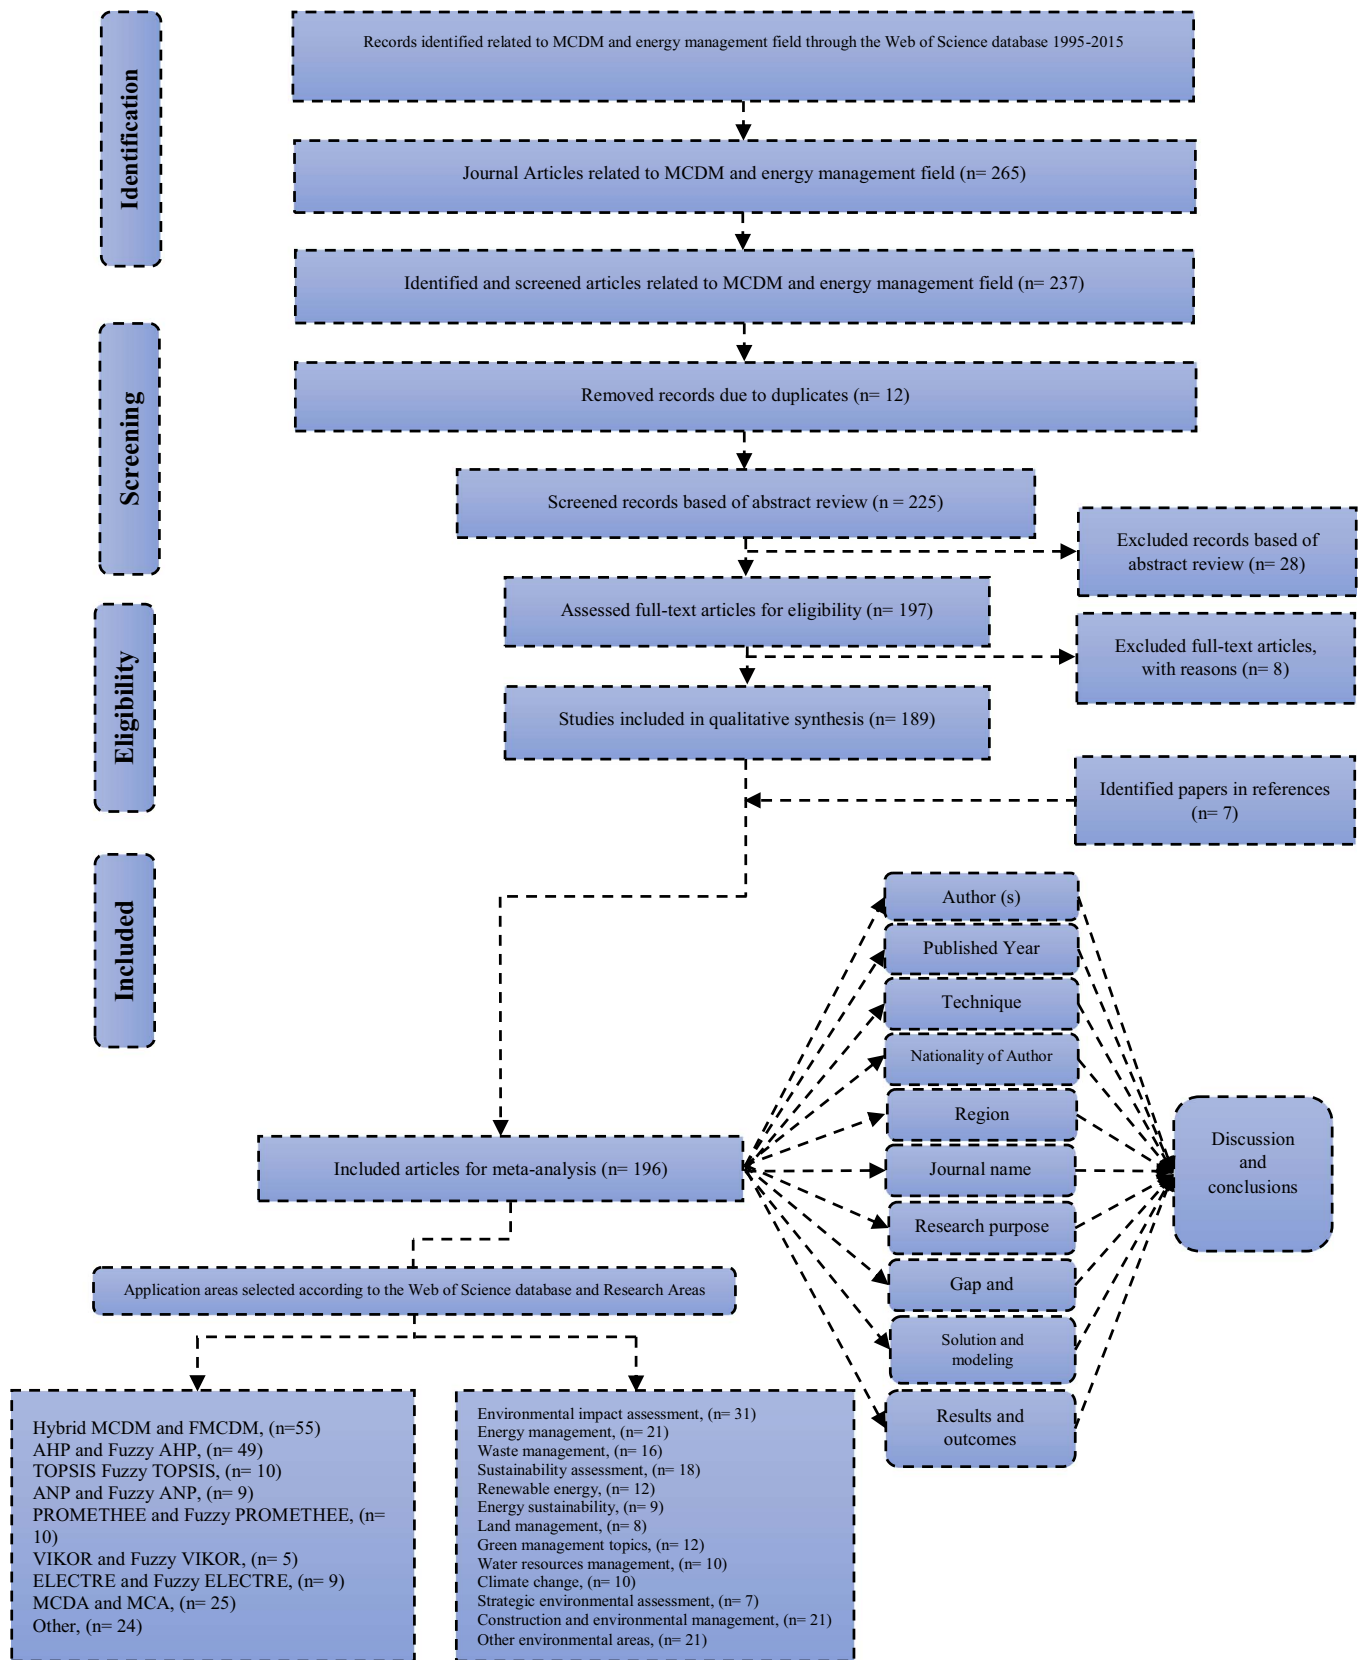 Identification
Records identified related to MCDM and energy management field through the Web of Science database 1995-2015
Journal Articles related to MCDM and energy management field (n= 265)
Identified and screened articles related to MCDM and energy management field (n= 237)
Screening
Removed records due to duplicates (n= 12)
Screened records based of abstract review (n = 225)
Excluded records based of
abstract review (n= 28)
Eligibility
Assessed full-text articles for eligibility (n= 197)
Excluded full-text articles,
with reasons (n= 8)
Studies included in qualitative synthesis (n= 189)
Identified papers in references
(n= 7)
Included
Author (s)
Published Year
Technique
Nationality of Author
Region
Journal name
Research purpose
Gap and
Solution and
modeling
Results and
outcomes
Discussion
and
conclusions
Included articles for meta-analysis (n= 196)
Application areas selected according to the Web of Science database and Research Areas
Hybrid MCDM and FMCDM, (n=55)
AHP and Fuzzy AHP, (n= 49)
TOPSIS Fuzzy TOPSIS, (n= 10)
ANP and Fuzzy ANP, (n= 9)
PROMETHEE and Fuzzy PROMETHEE, (n=
10)
VIKOR and Fuzzy VIKOR, (n= 5)
ELECTRE and Fuzzy ELECTRE, (n= 9)
MCDA and MCA, (n= 25)
Other, (n= 24)
Environmental impact assessment, (n= 31)
Energy management, (n= 21)
Waste management, (n= 16)
Sustainability assessment, (n= 18)
Renewable energy, (n= 12)
Energy sustainability, (n= 9)
Land management, (n= 8)
Green management topics, (n= 12)
Water resources management, (n= 10)
Climate change, (n= 10)
Strategic environmental assessment, (n= 7)
Construction and environmental management, (n= 21)
Other environmental areas, (n= 21)